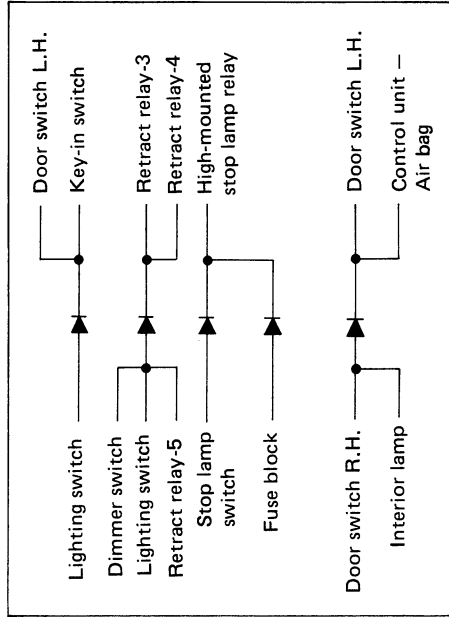 Door switch L.H.
Lighting switch
Key-in switch
Dimmer switch
Lighting switch
Retract relay-3
Retract relay-5
Retract relay-4
Stop lamp
switch
High-mounted
stop lamp relay
Fuse block
Door switch R.H.
Door switch L.H.
Interior lamp
Control unit —
Air bag